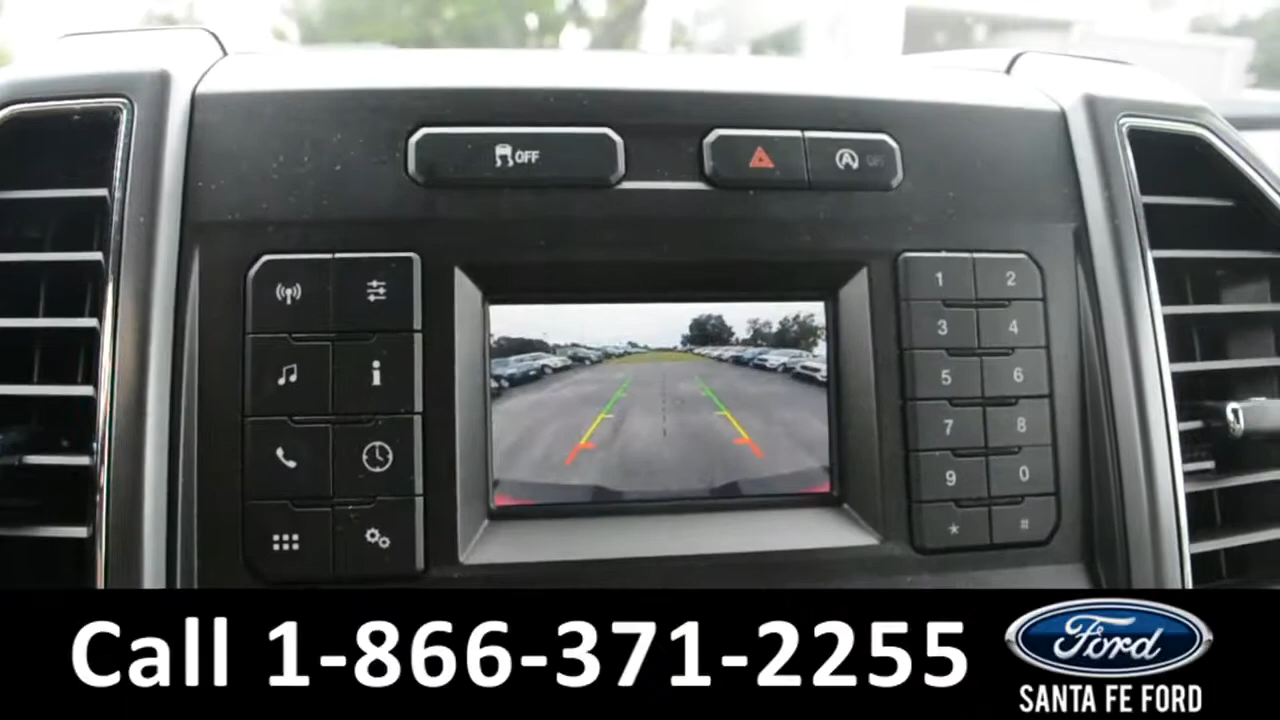 OFF
A OFF
1 2
3 4
5 6
7 8
9 0
* #
Call 1-866-371-2255
Ford
SANTA FE FORD